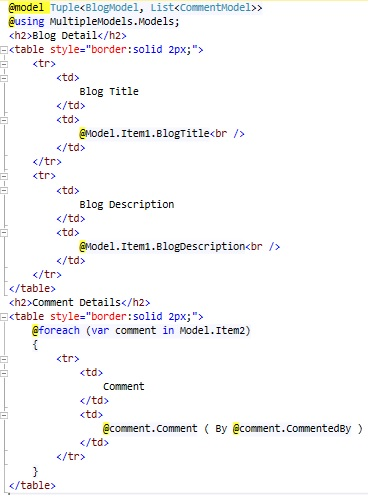 @model Tuple<BlogModel, List<CommentModel>>
@using MultipleModels.Models;
<h2>Blog Detail</h2>
<table style="border:solid 2px;">
    <tr>
        <td>
            Blog Title
        </td>
        <td>
            @Model.Item1.BlogTitle<br />
        </td>
    </tr>
    <tr>
        <td>
            Blog Description
        </td>
        <td>
            @Model.Item1.BlogDescription<br />
        </td>
    </tr>
</table>
<h2>Comment Details</h2>
<table style="border:solid 2px;">
    @foreach (var comment in Model.Item2)
    {
        <tr>
            <td>
                Comment
            </td>
            <td>
                @comment.Comment ( By @comment.CommentedBy )
            </td>
        </tr>
    }
</table>